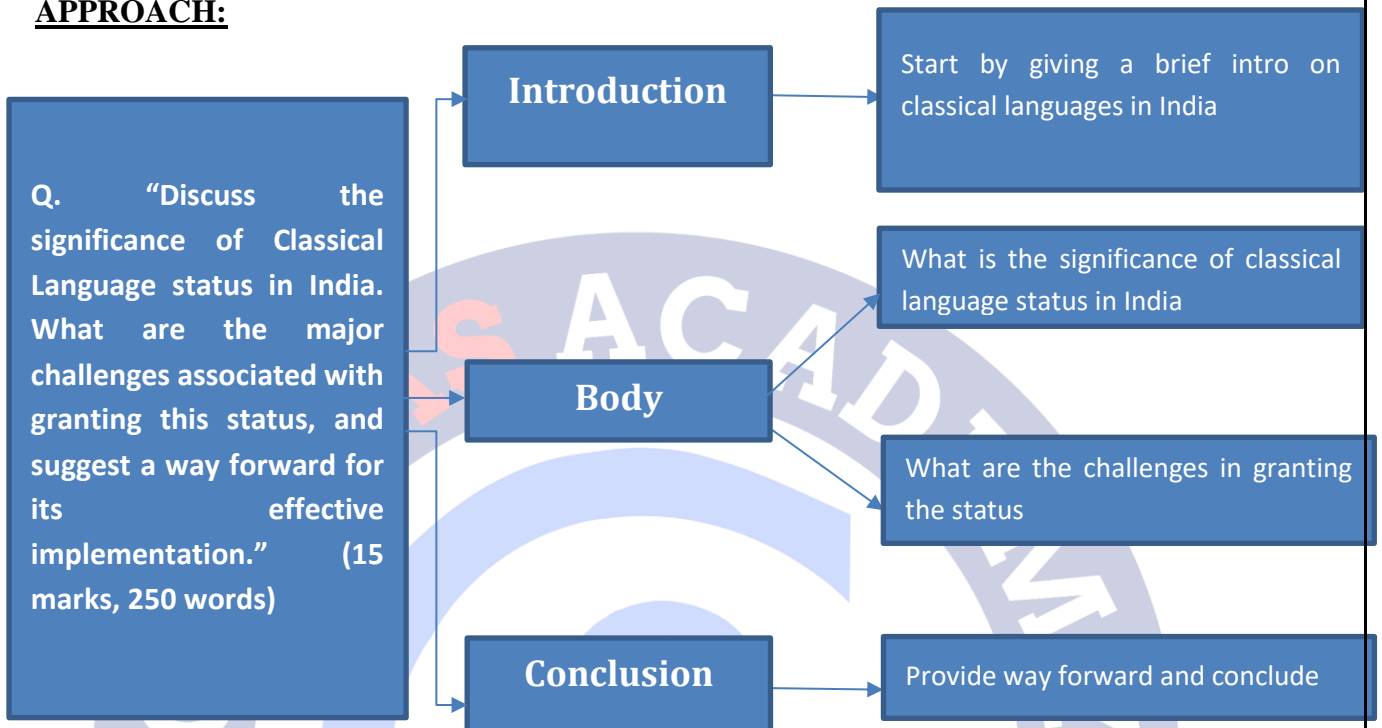 APPROACH:
Q. “Discuss the
significance of Classical
Language status in India.
What are the major
challenges associated with
granting this status, and
suggest a way forward for
its effective
implementation.” (15
marks, 250 words)
Introduction
Start by giving a brief intro on
classical languages in India
Body
What is the significance of classical
language status in India
What are the challenges in granting
the status
Conclusion
Provide way forward and conclude
AS ACADEM